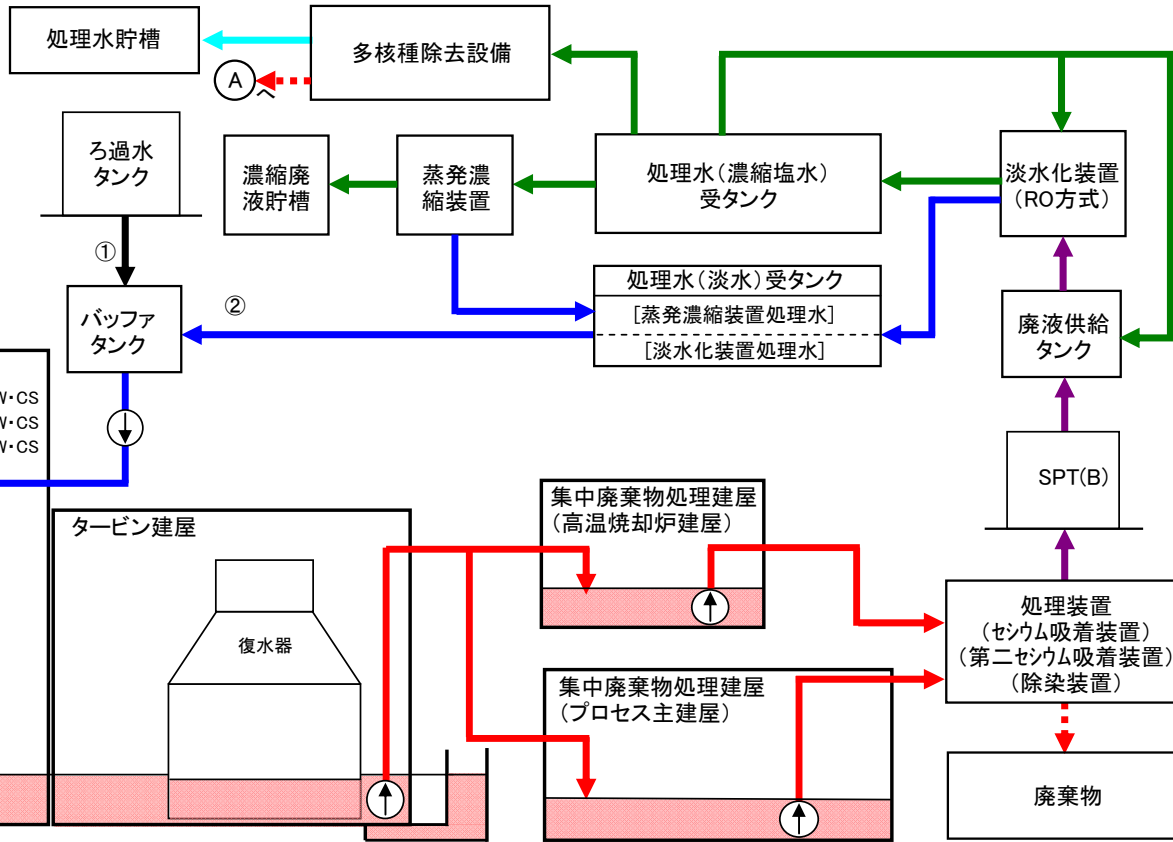 処理水貯槽
多核種除去設備
A
へ
ろ過水
タンク
濃縮廃
液貯槽
蒸発濃
縮装置
処理水(濃縮塩水)
受タンク
淡水化装置
(RO方式)
①
処理水(淡水)受タンク
[蒸発濃縮装置処理水]
[淡水化装置処理水]
②
バッファ
タンク
廃液供給
タンク
W・CS
W・CS
W・CS
SPT(B)
タービン建屋
復水器
集中廃棄物処理建屋
(高温焼却炉建屋)
集中廃棄物処理建屋
(プロセス主建屋)
処理装置
(セシウム吸着装置)
(第二セシウム吸着装置)
(除染装置)
廃棄物